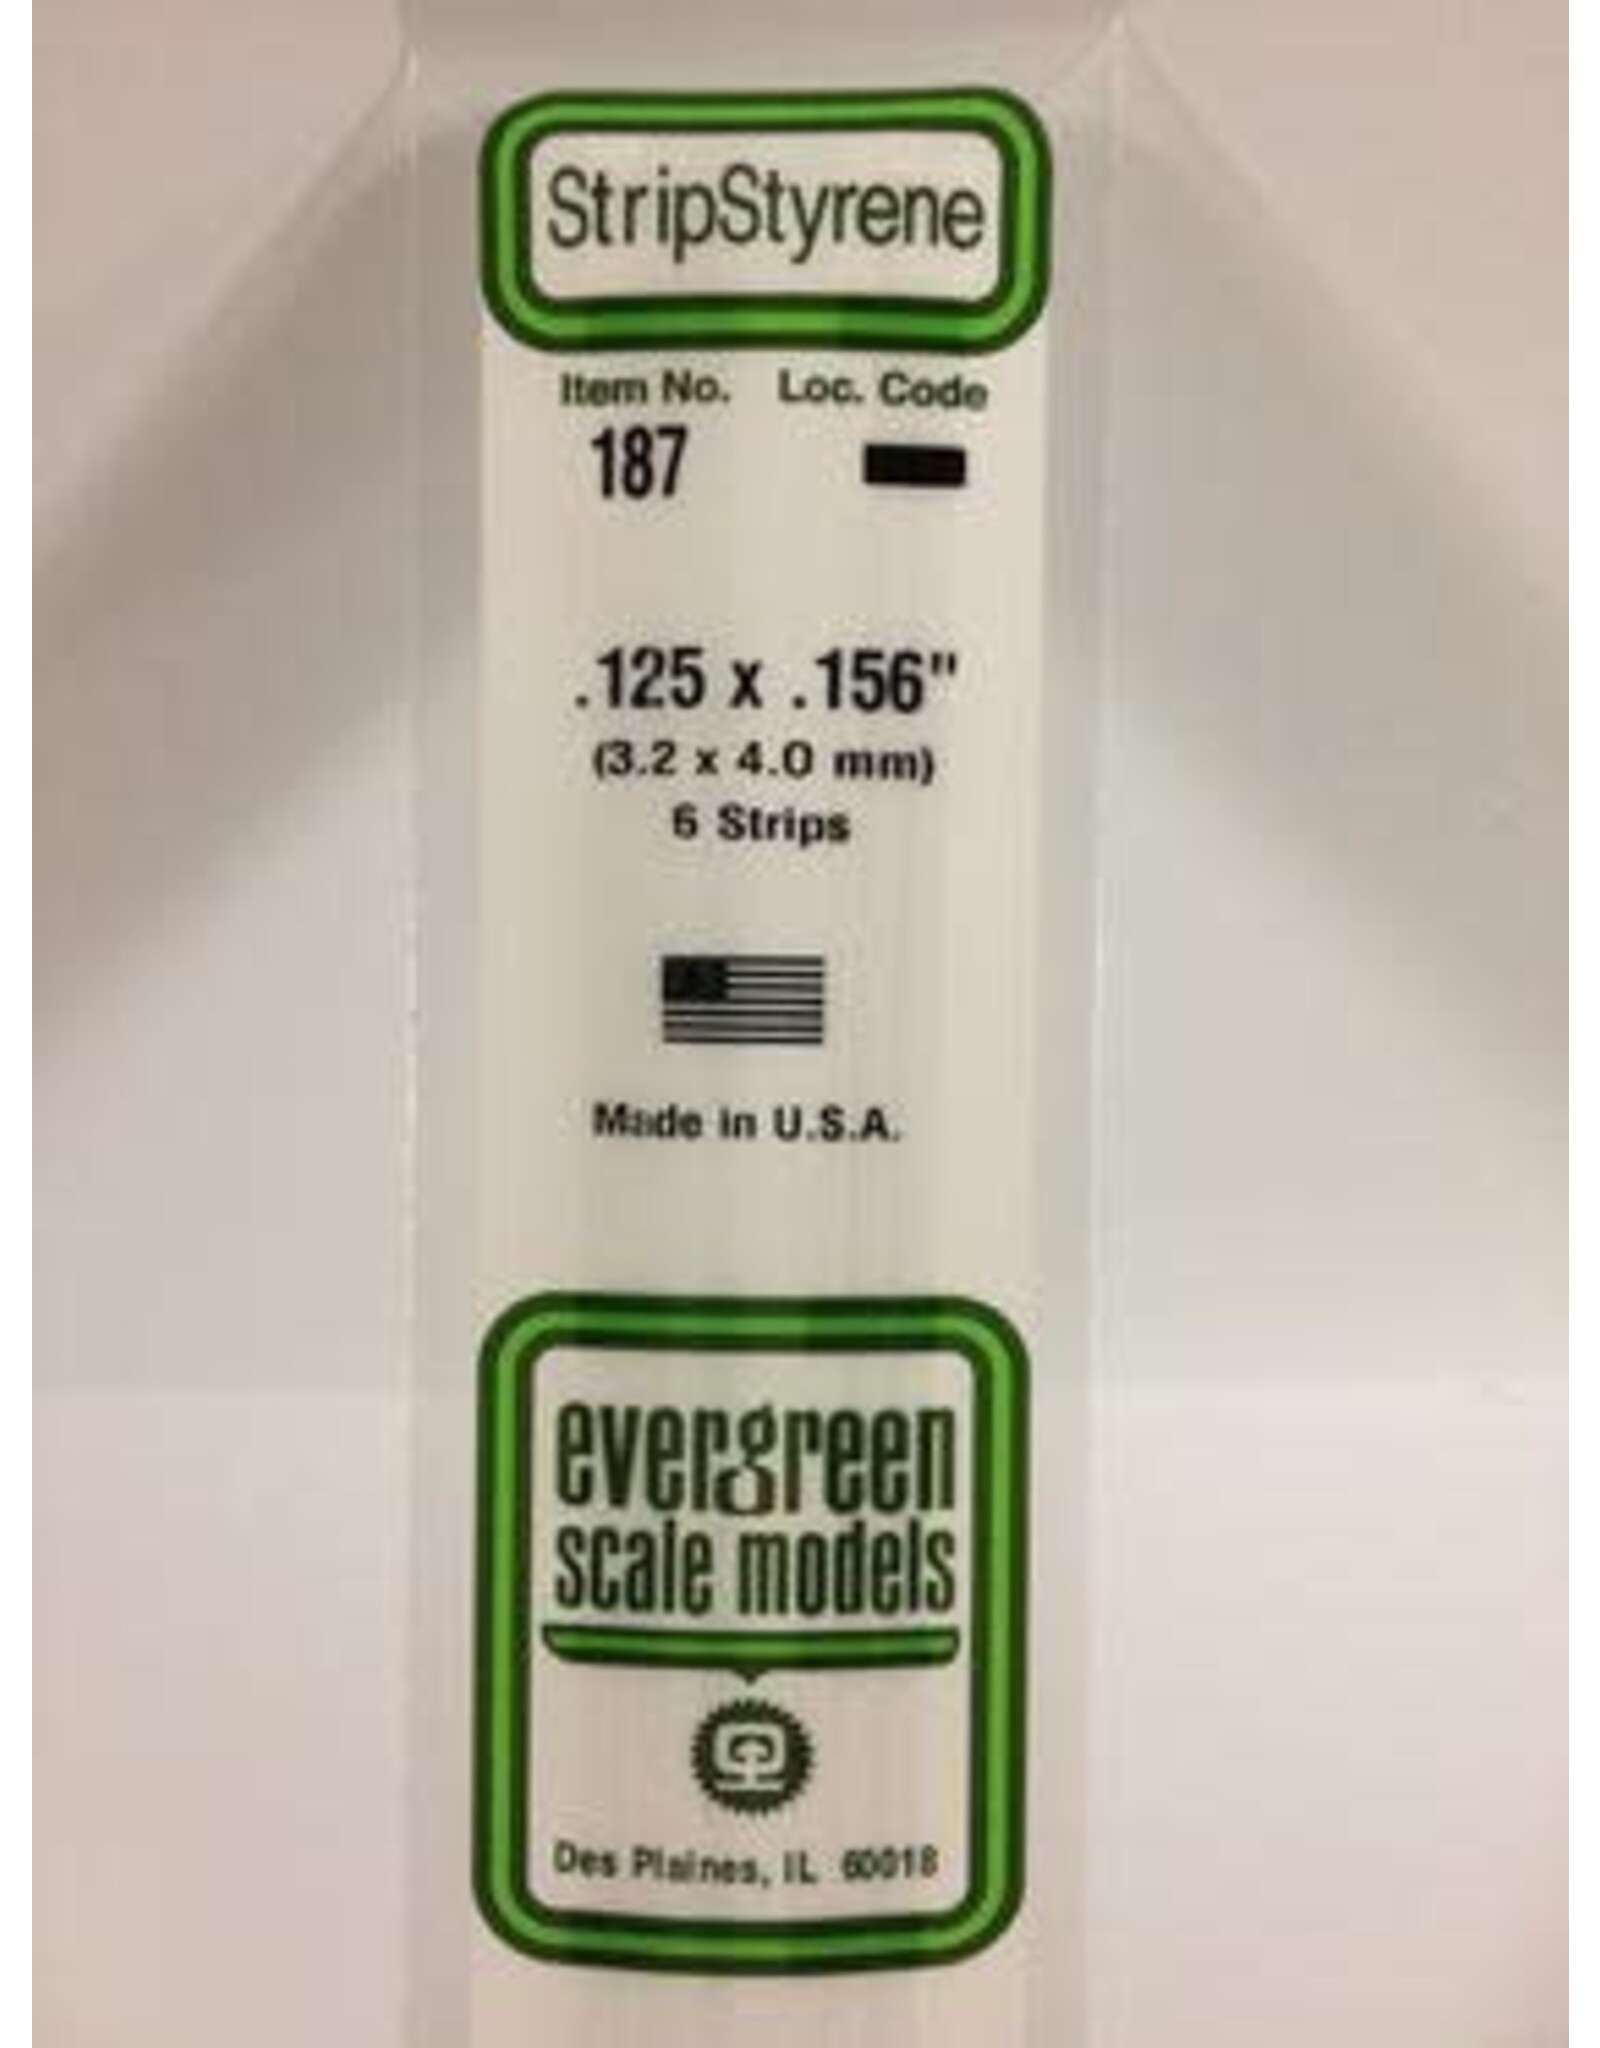 StripStyrene
Item No. Loc. Code
187
.125 x .156"
(3.2 x 4.0 mm)
6 Strips
Made in U.S.A.
evergreen
scale models
Des Plaines, IL 60018